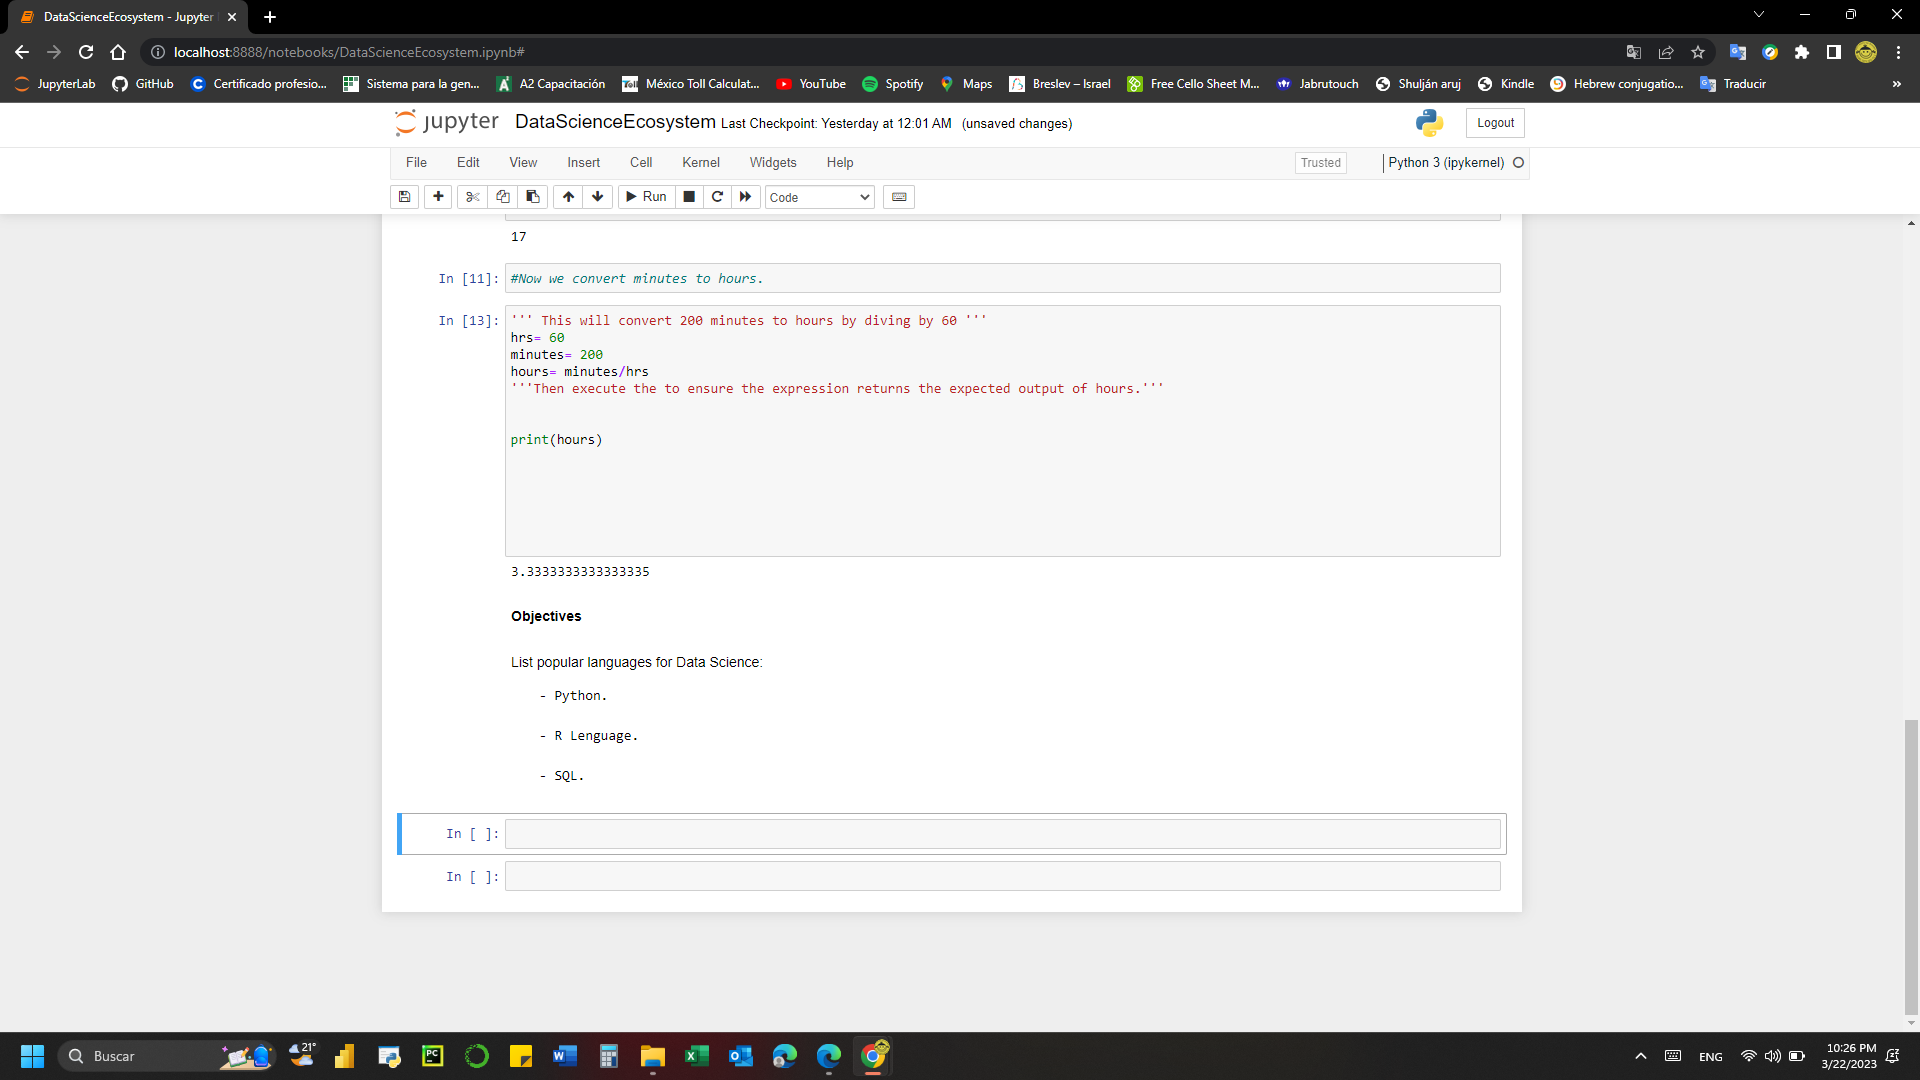 DataScienceEcosystem - Jupyter
localhost:8888/notebooks/DataScienceEcosystem.ipynb#
JupyterLab GitHub Certificado profesio... Sistema para la gen... A2 Capacitación México Toll Calculat... YouTube Spotify Maps Breslev – Israel Free Cello Sheet M... Jabrutouch Shulján aruj Kindle Hebrew conjugatio... Traducir »
jupyter DataScienceEcosystem Last Checkpoint: Yesterday at 12:01 AM (unsaved changes) Logout
File Edit View Insert Cell Kernel Widgets Help Trusted Python 3 (ipykernel)
Run Code
17
In [11]: #Now we convert minutes to hours.
In [13]: ''' This will convert 200 minutes to hours by diving by 60 '''
hrs= 60
minutes= 200
hours= minutes/hrs
'''Then execute the to ensure the expression returns the expected output of hours.'''
print(hours)
3.3333333333333335
Objectives
List popular languages for Data Science:
- Python.
- R Lenguage.
- SQL.
In [ ]:
In [ ]:
Buscar 21° ENG 10:26 PM
3/22/2023